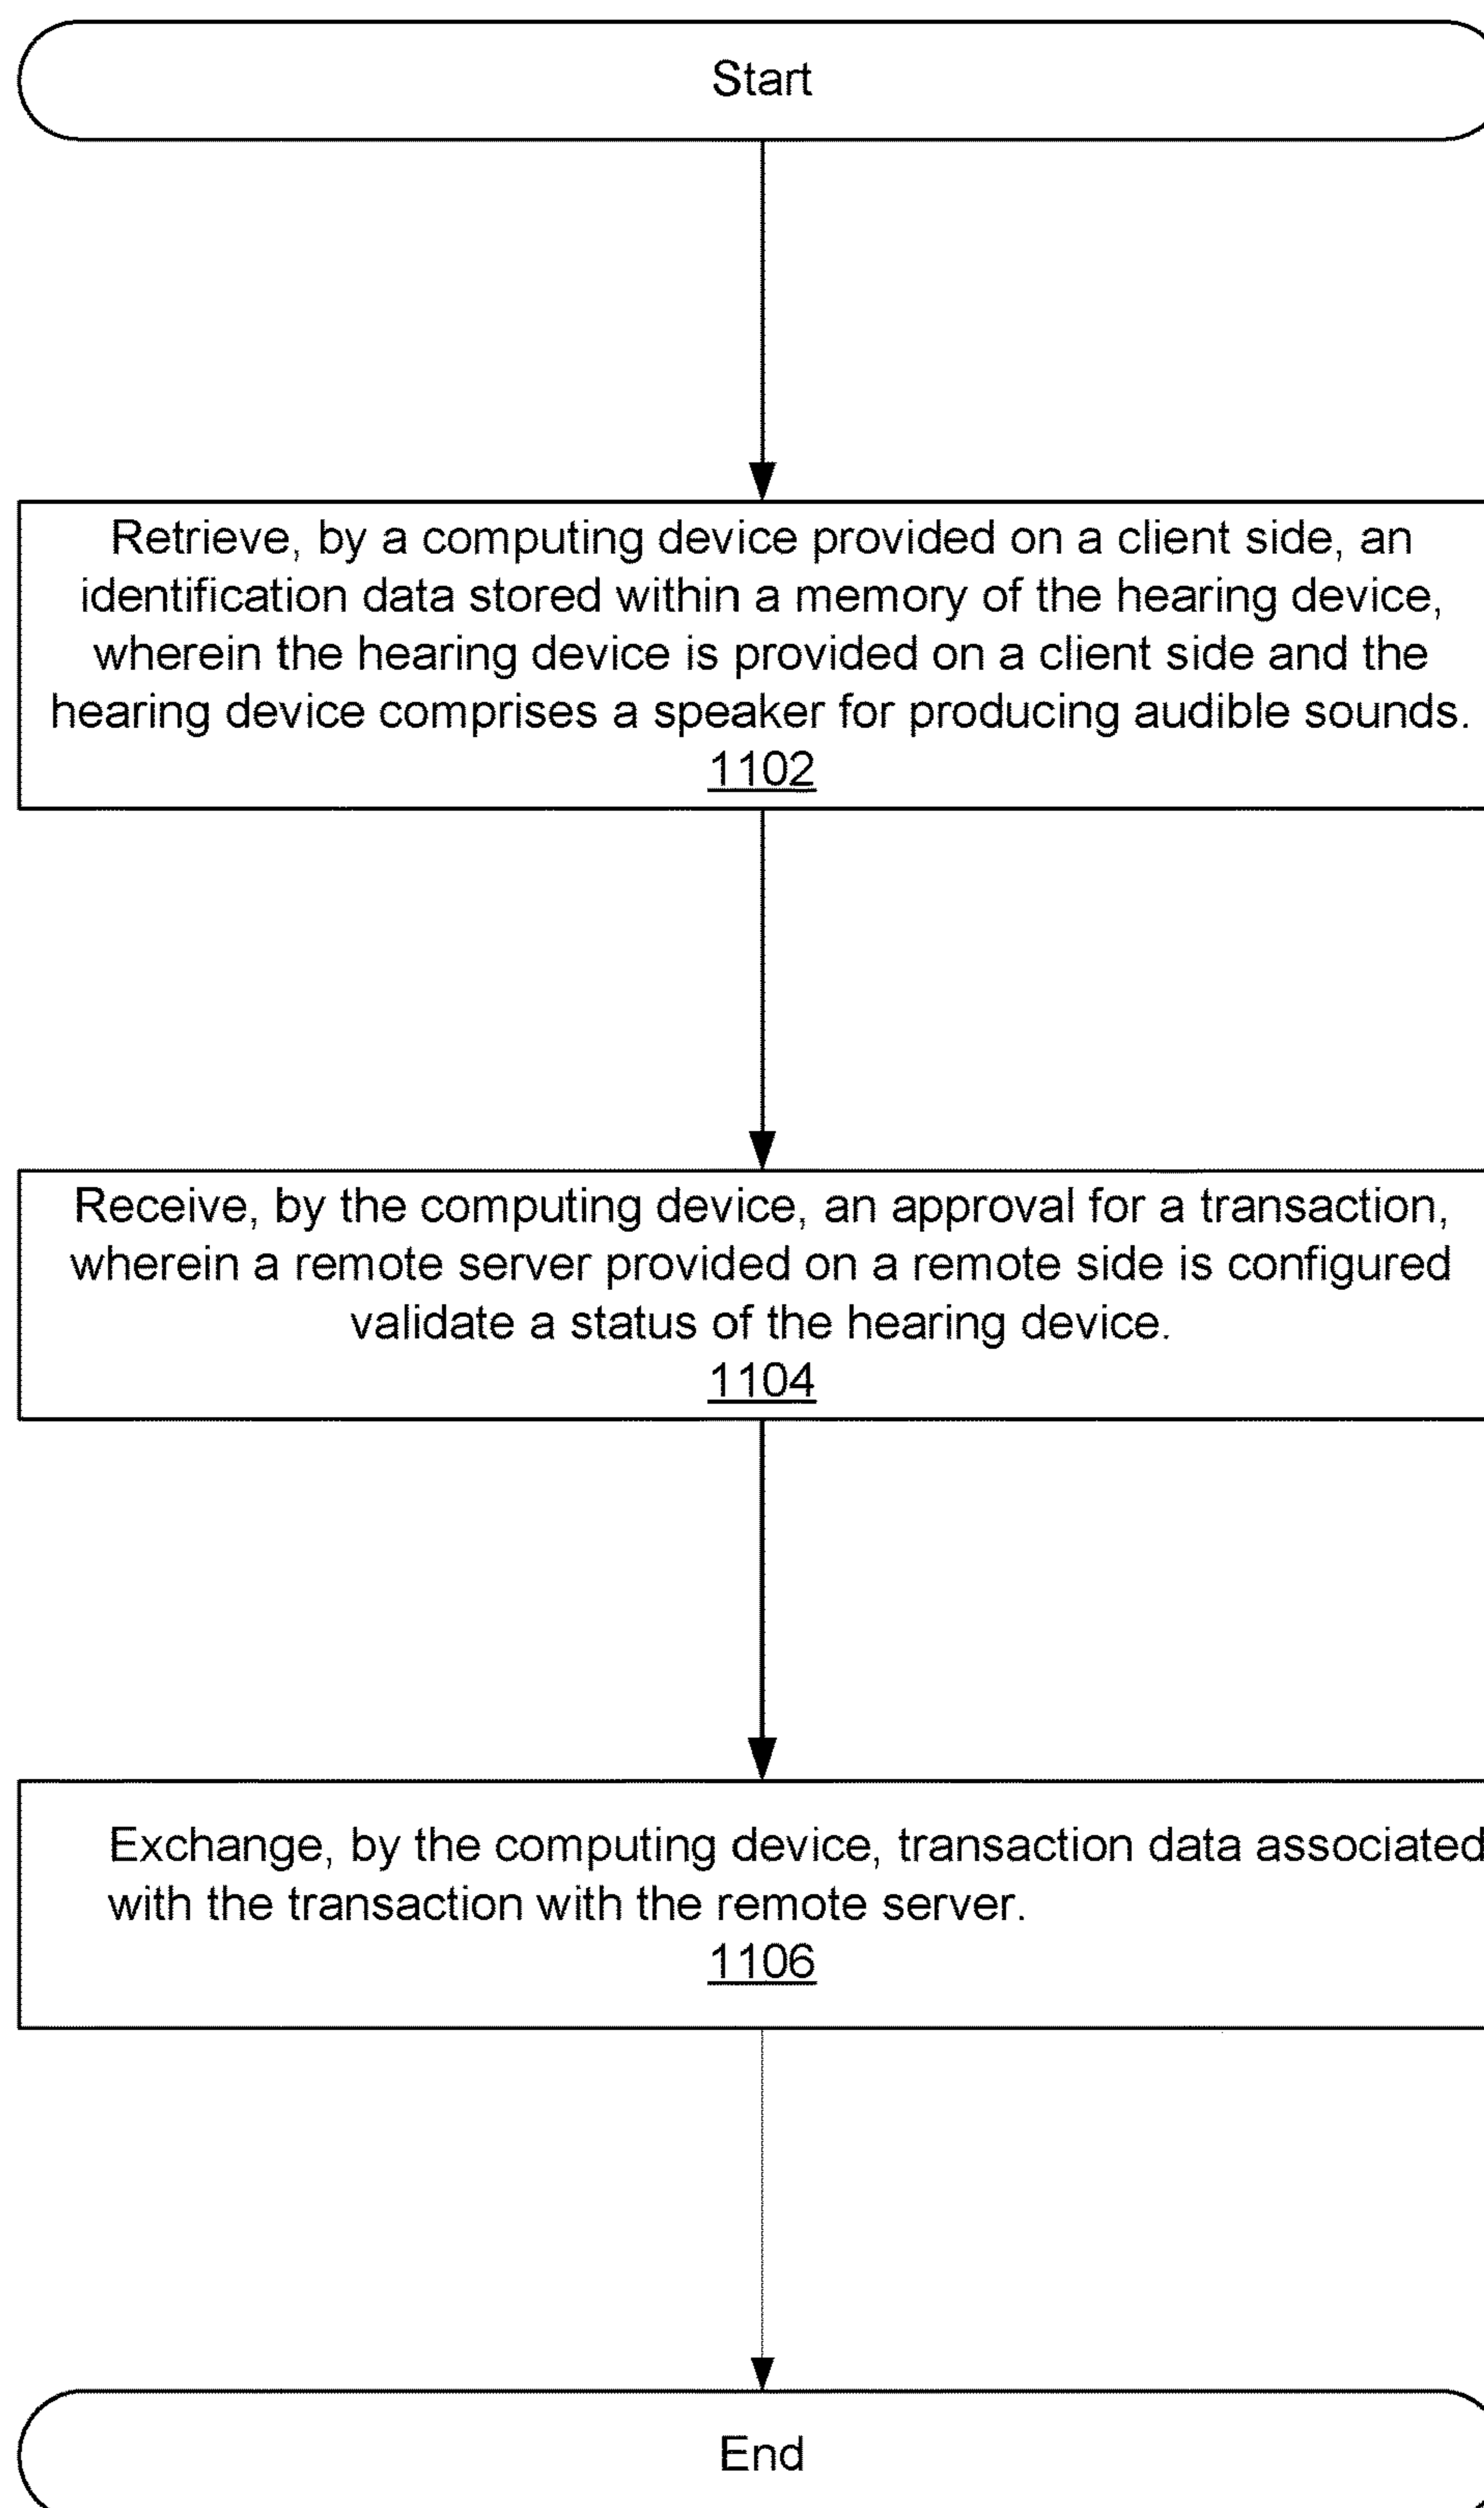 Start
Retrieve, by a computing device provided on a client side, an
identification data stored within a memory of the hearing device,
wherein the hearing device is provided on a client side and the
hearing device comprises a speaker for producing audible sounds.
1102
Receive, by the computing device, an approval for a transaction,
wherein a remote server provided on a remote side is configured
validate a status of the hearing device.
1104
Exchange, by the computing device, transaction data associated
with the transaction with the remote server.
1106
End